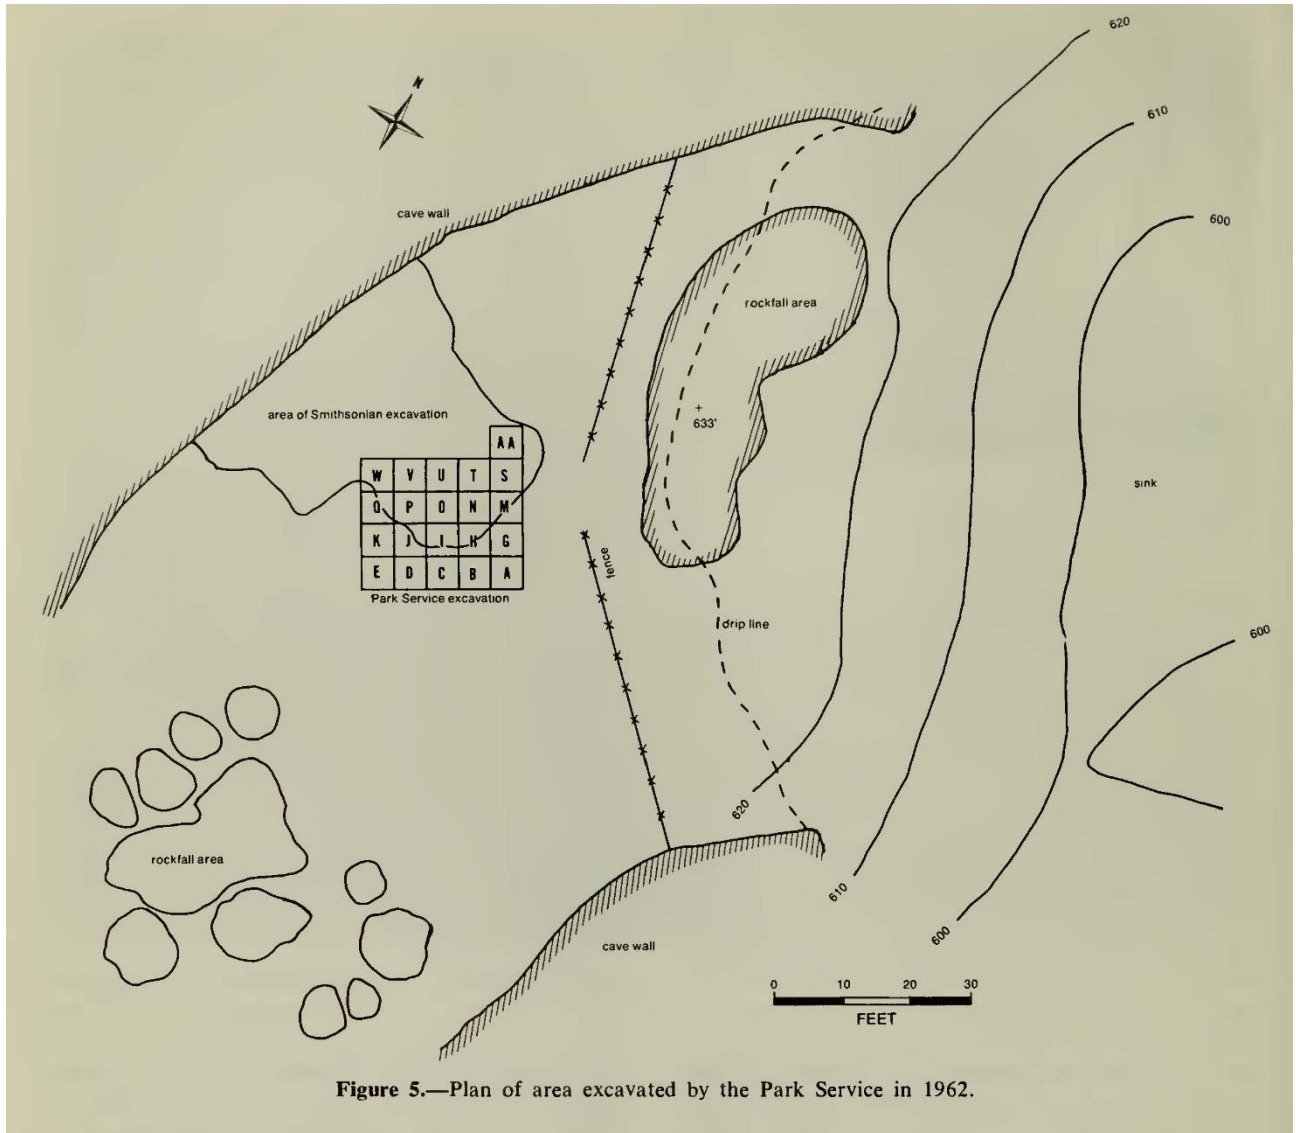 620
N
610
cave wall
600
rockfall area
area of Smithsonian excavation
+
633'
AA
W V U T S
sink
Q P O N M
K J I H G
fence
E D C B A
Park Service excavation
drip line
600
620
rockfall area
610
600
cave wall
0 10 20 30
FEET
Figure 5.—Plan of area excavated by the Park Service in 1962.